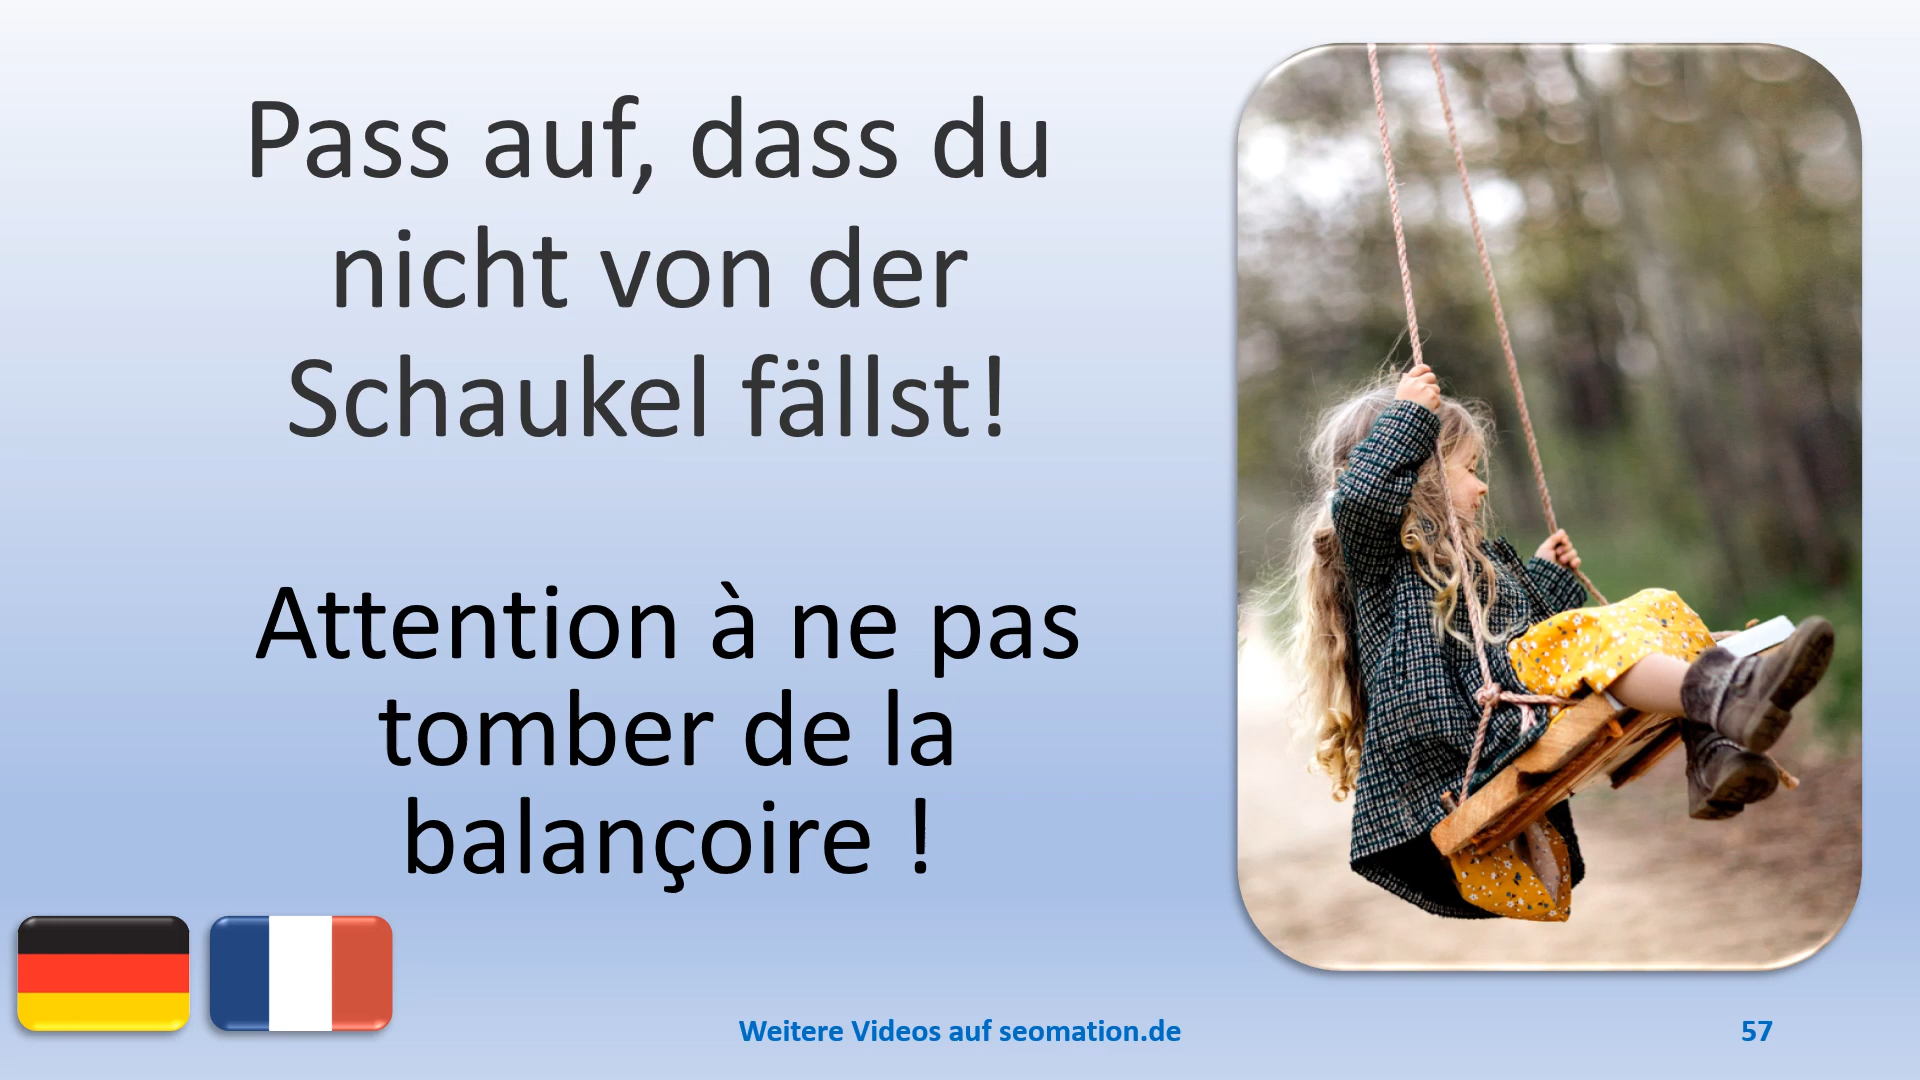 Pass auf, dass du
nicht von der
Schaukel fällst!
Attention à ne pas
tomber de la
balançoire !
Weitere Videos auf seomation.de
57